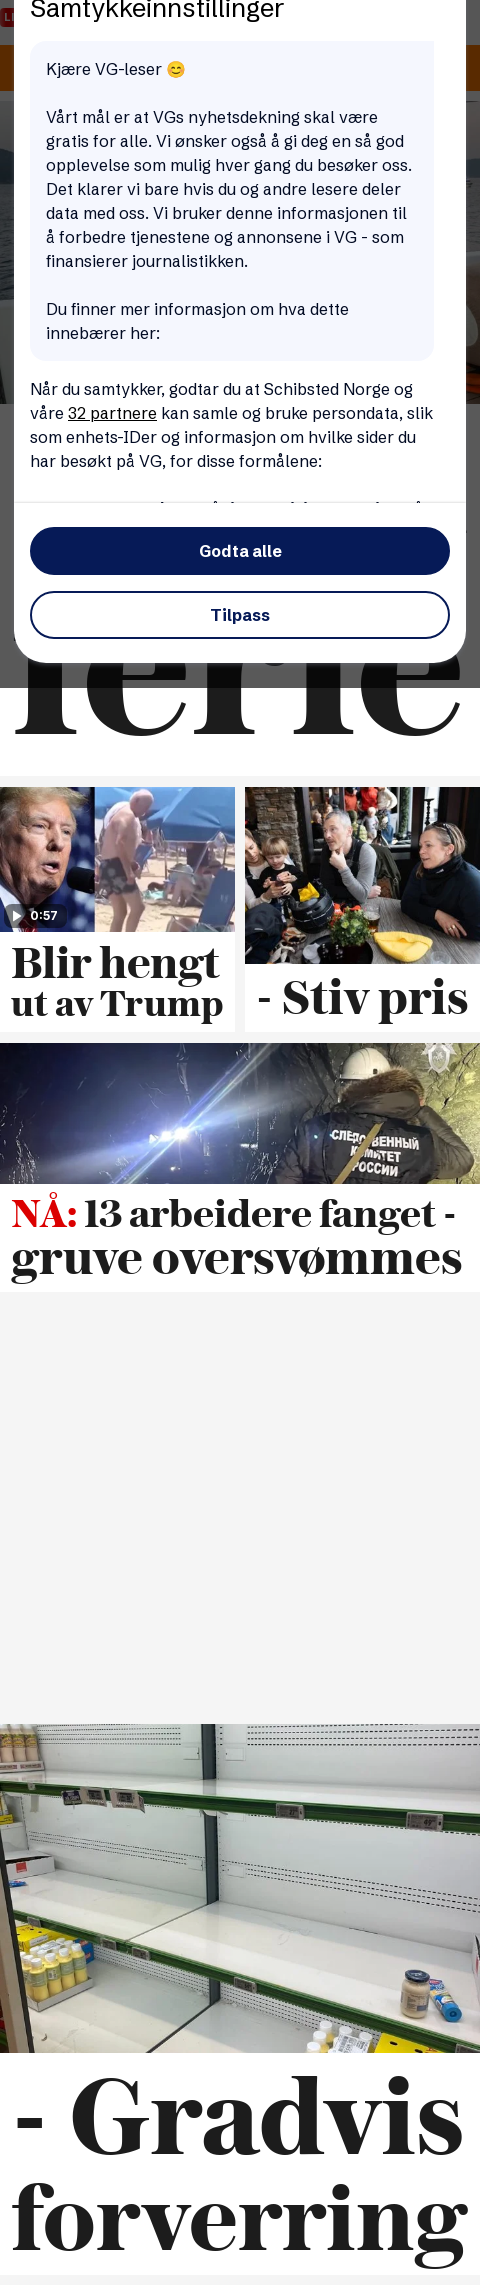 Samtykkeinnstillinger
Kjære VG-leser 😊
Vårt mål er at VGs nyhetsdekning skal være
gratis for alle. Vi ønsker også å gi deg en så god
opplevelse som mulig hver gang du besøker oss.
Det klarer vi bare hvis du og andre lesere deler
data med oss. Vi bruker denne informasjonen til
å forbedre tjenestene og annonsene i VG - som
finansierer journalistikken.
Du finner mer informasjon om hva dette
innebærer her:
Når du samtykker, godtar du at Schibsted Norge og
våre 32 partnere kan samle og bruke persondata, slik
som enhets-IDer og informasjon om hvilke sider du
har besøkt på VG, for disse formålene:
Godta alle
Tilpass
ferie
0:57
Blir hengt
ut av Trump
- Stiv pris
СЛЕДСТВЕННЫЙ
КОМИТЕТ
РОССИИ
NÅ: 13 arbeidere fanget -
gruve oversvømmes
- Gradvis
forverring